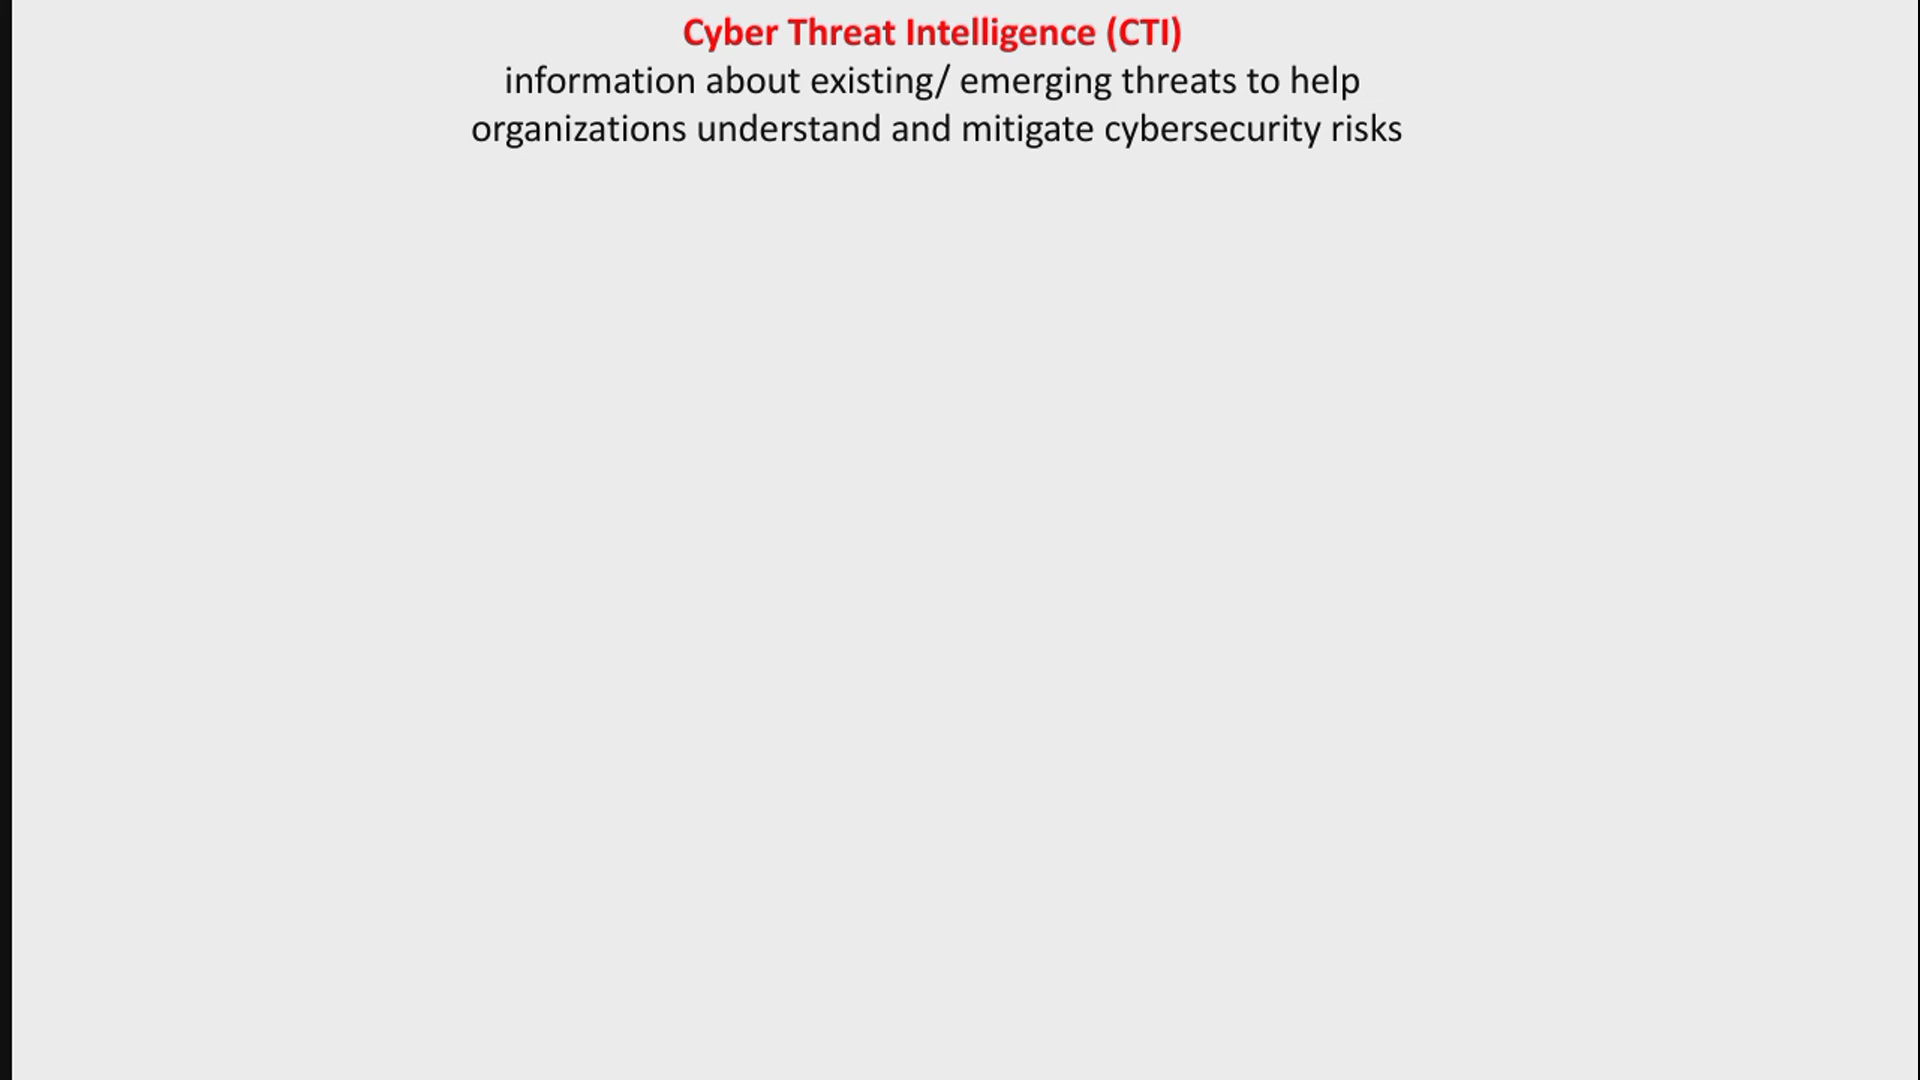 Cyber Threat Intelligence (CTI)
information about existing/ emerging threats to help
organizations understand and mitigate cybersecurity risks